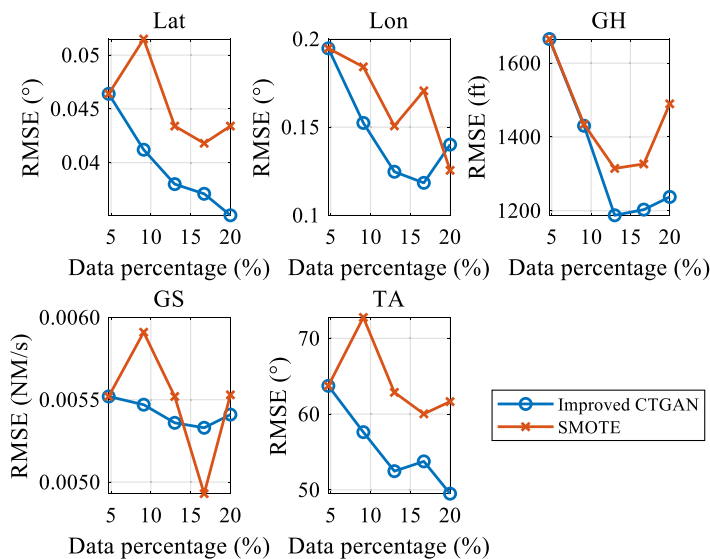 Lat
Lon
GH
RMSE (°)
0.05
0.045
0.04
5 10 15 20
Data percentage (%)
RMSE (°)
0.2
0.15
0.1
5 10 15 20
Data percentage (%)
RMSE (ft)
1600
1400
1200
5 10 15 20
Data percentage (%)
GS
TA
RMSE (NM/s)
0.0060
0.0055
0.0050
5 10 15 20
Data percentage (%)
RMSE (°)
70
60
50
5 10 15 20
Data percentage (%)
Improved CTGAN
SMOTE